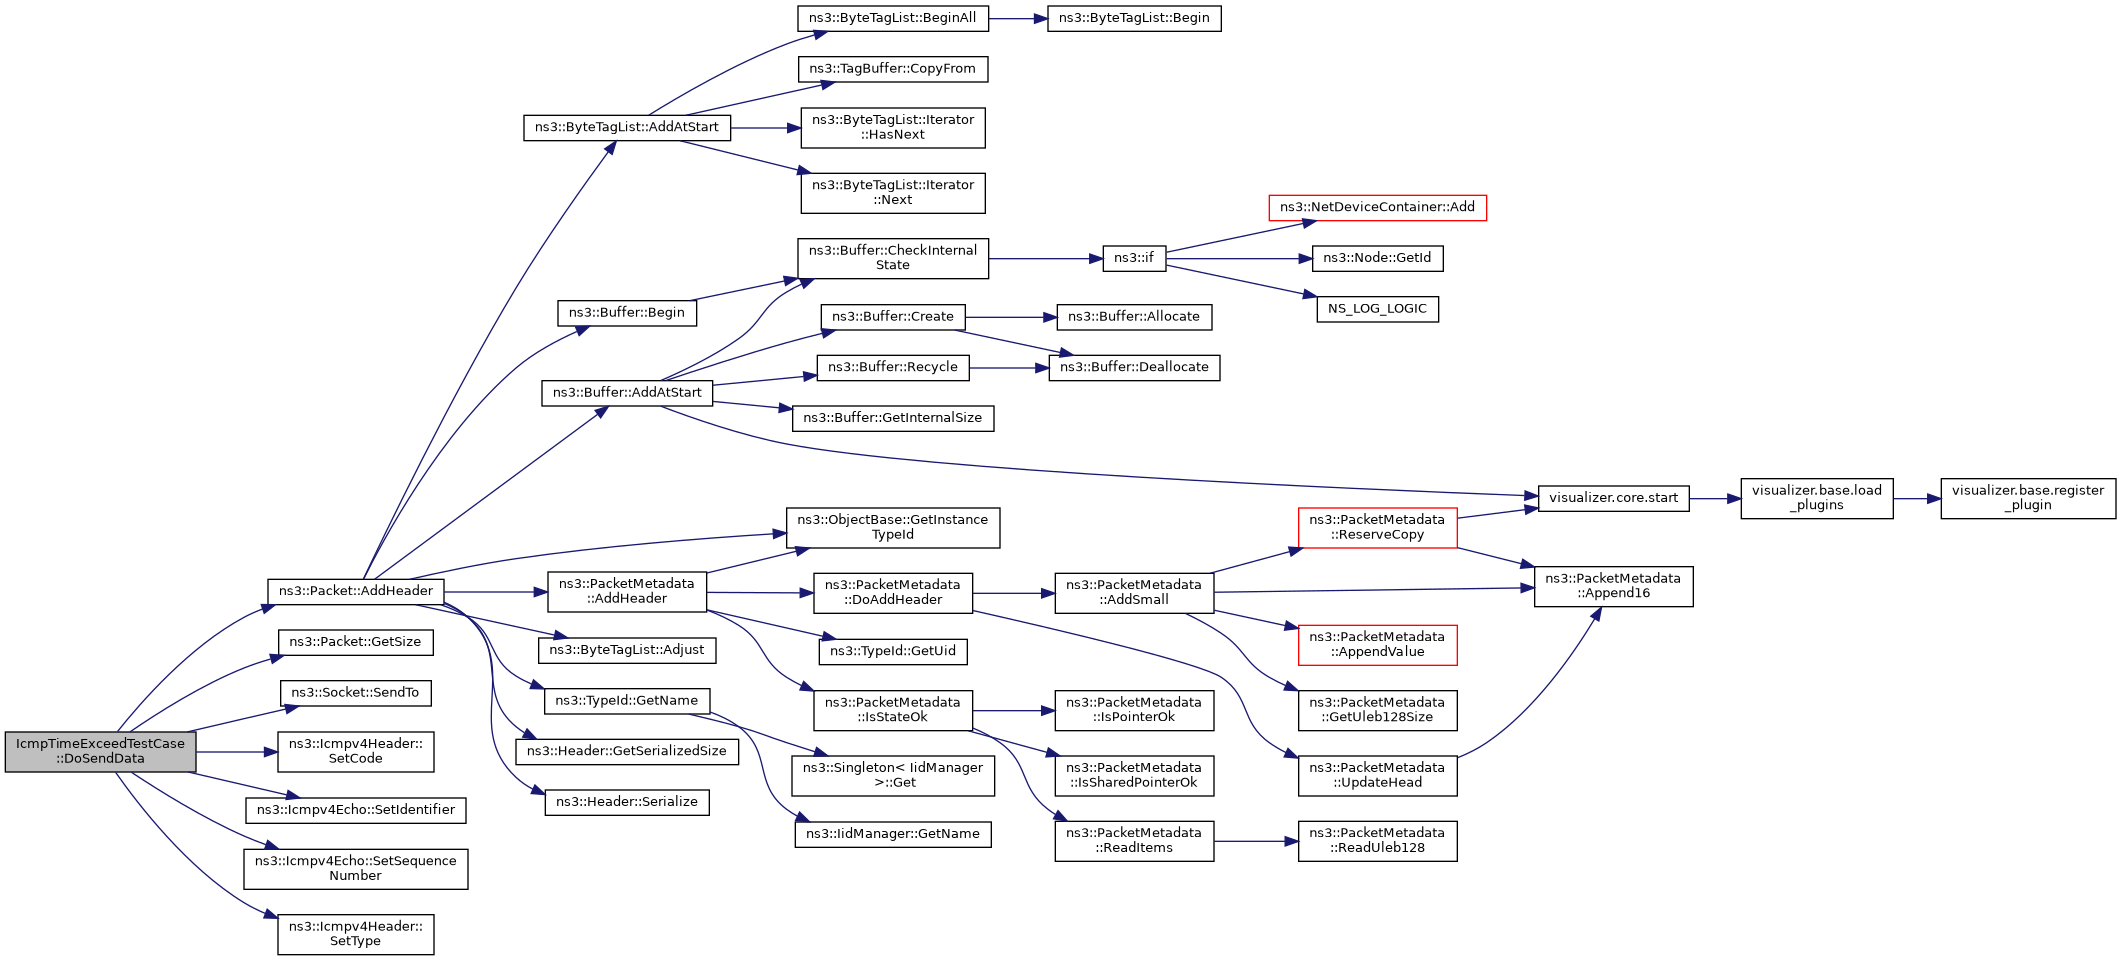 ns3::ByteTagList::BeginAll
ns3::ByteTagList::Begin
ns3::TagBuffer::CopyFrom
ns3::ByteTagList::AddAtStart
ns3::ByteTagList::Iterator
::HasNext
ns3::ByteTagList::Iterator
::Next
ns3::NetDeviceContainer::Add
ns3::Buffer::CheckInternal
State
ns3::if
ns3::Node::GetId
NS_LOG_LOGIC
ns3::Buffer::Begin
ns3::Buffer::Create
ns3::Buffer::Allocate
ns3::Buffer::Recycle
ns3::Buffer::Deallocate
ns3::Buffer::AddAtStart
ns3::Buffer::GetInternalSize
visualizer.core.start
visualizer.base.load
_plugins
visualizer.base.register
_plugin
ns3::ObjectBase::GetInstance
TypeId
ns3::PacketMetadata
::ReserveCopy
ns3::Packet::AddHeader
ns3::PacketMetadata
::AddHeader
ns3::PacketMetadata
::DoAddHeader
ns3::PacketMetadata
::AddSmall
ns3::PacketMetadata
::Append16
ns3::Packet::GetSize
ns3::ByteTagList::Adjust
ns3::TypeId::GetUid
ns3::PacketMetadata
::AppendValue
ns3::Socket::SendTo
ns3::TypeId::GetName
ns3::PacketMetadata
::IsStateOk
ns3::PacketMetadata
::IsPointerOk
ns3::PacketMetadata
::GetUleb128Size
IcmpTimeExceedTestCase
::DoSendData
ns3::Icmpv4Header::
SetCode
ns3::Header::GetSerializedSize
ns3::Singleton< IidManager
>::Get
ns3::PacketMetadata
::IsSharedPointerOk
ns3::PacketMetadata
::UpdateHead
ns3::Icmpv4Echo::SetIdentifier
ns3::Header::Serialize
ns3::IidManager::GetName
ns3::PacketMetadata
::ReadItems
ns3::PacketMetadata
::ReadUleb128
ns3::Icmpv4Echo::SetSequence
Number
ns3::Icmpv4Header::
SetType